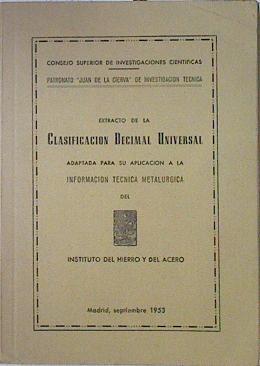 CONSEJO SUPERIOR DE INVESTIGACIONES CIENTIFICAS
PATRONATO "JUAN DE LA CIERVA" DE INVESTIGACION TECNICA
EXTRACTO DE LA
CLASIFICACION DECIMAL UNIVERSAL
ADAPTADA PARA SU APLICACION A LA
INFORMACION TECNICA METALURGICA
DEL
INSTITUTO DEL HIERRO Y DEL ACERO
Madrid, septiembre 1953